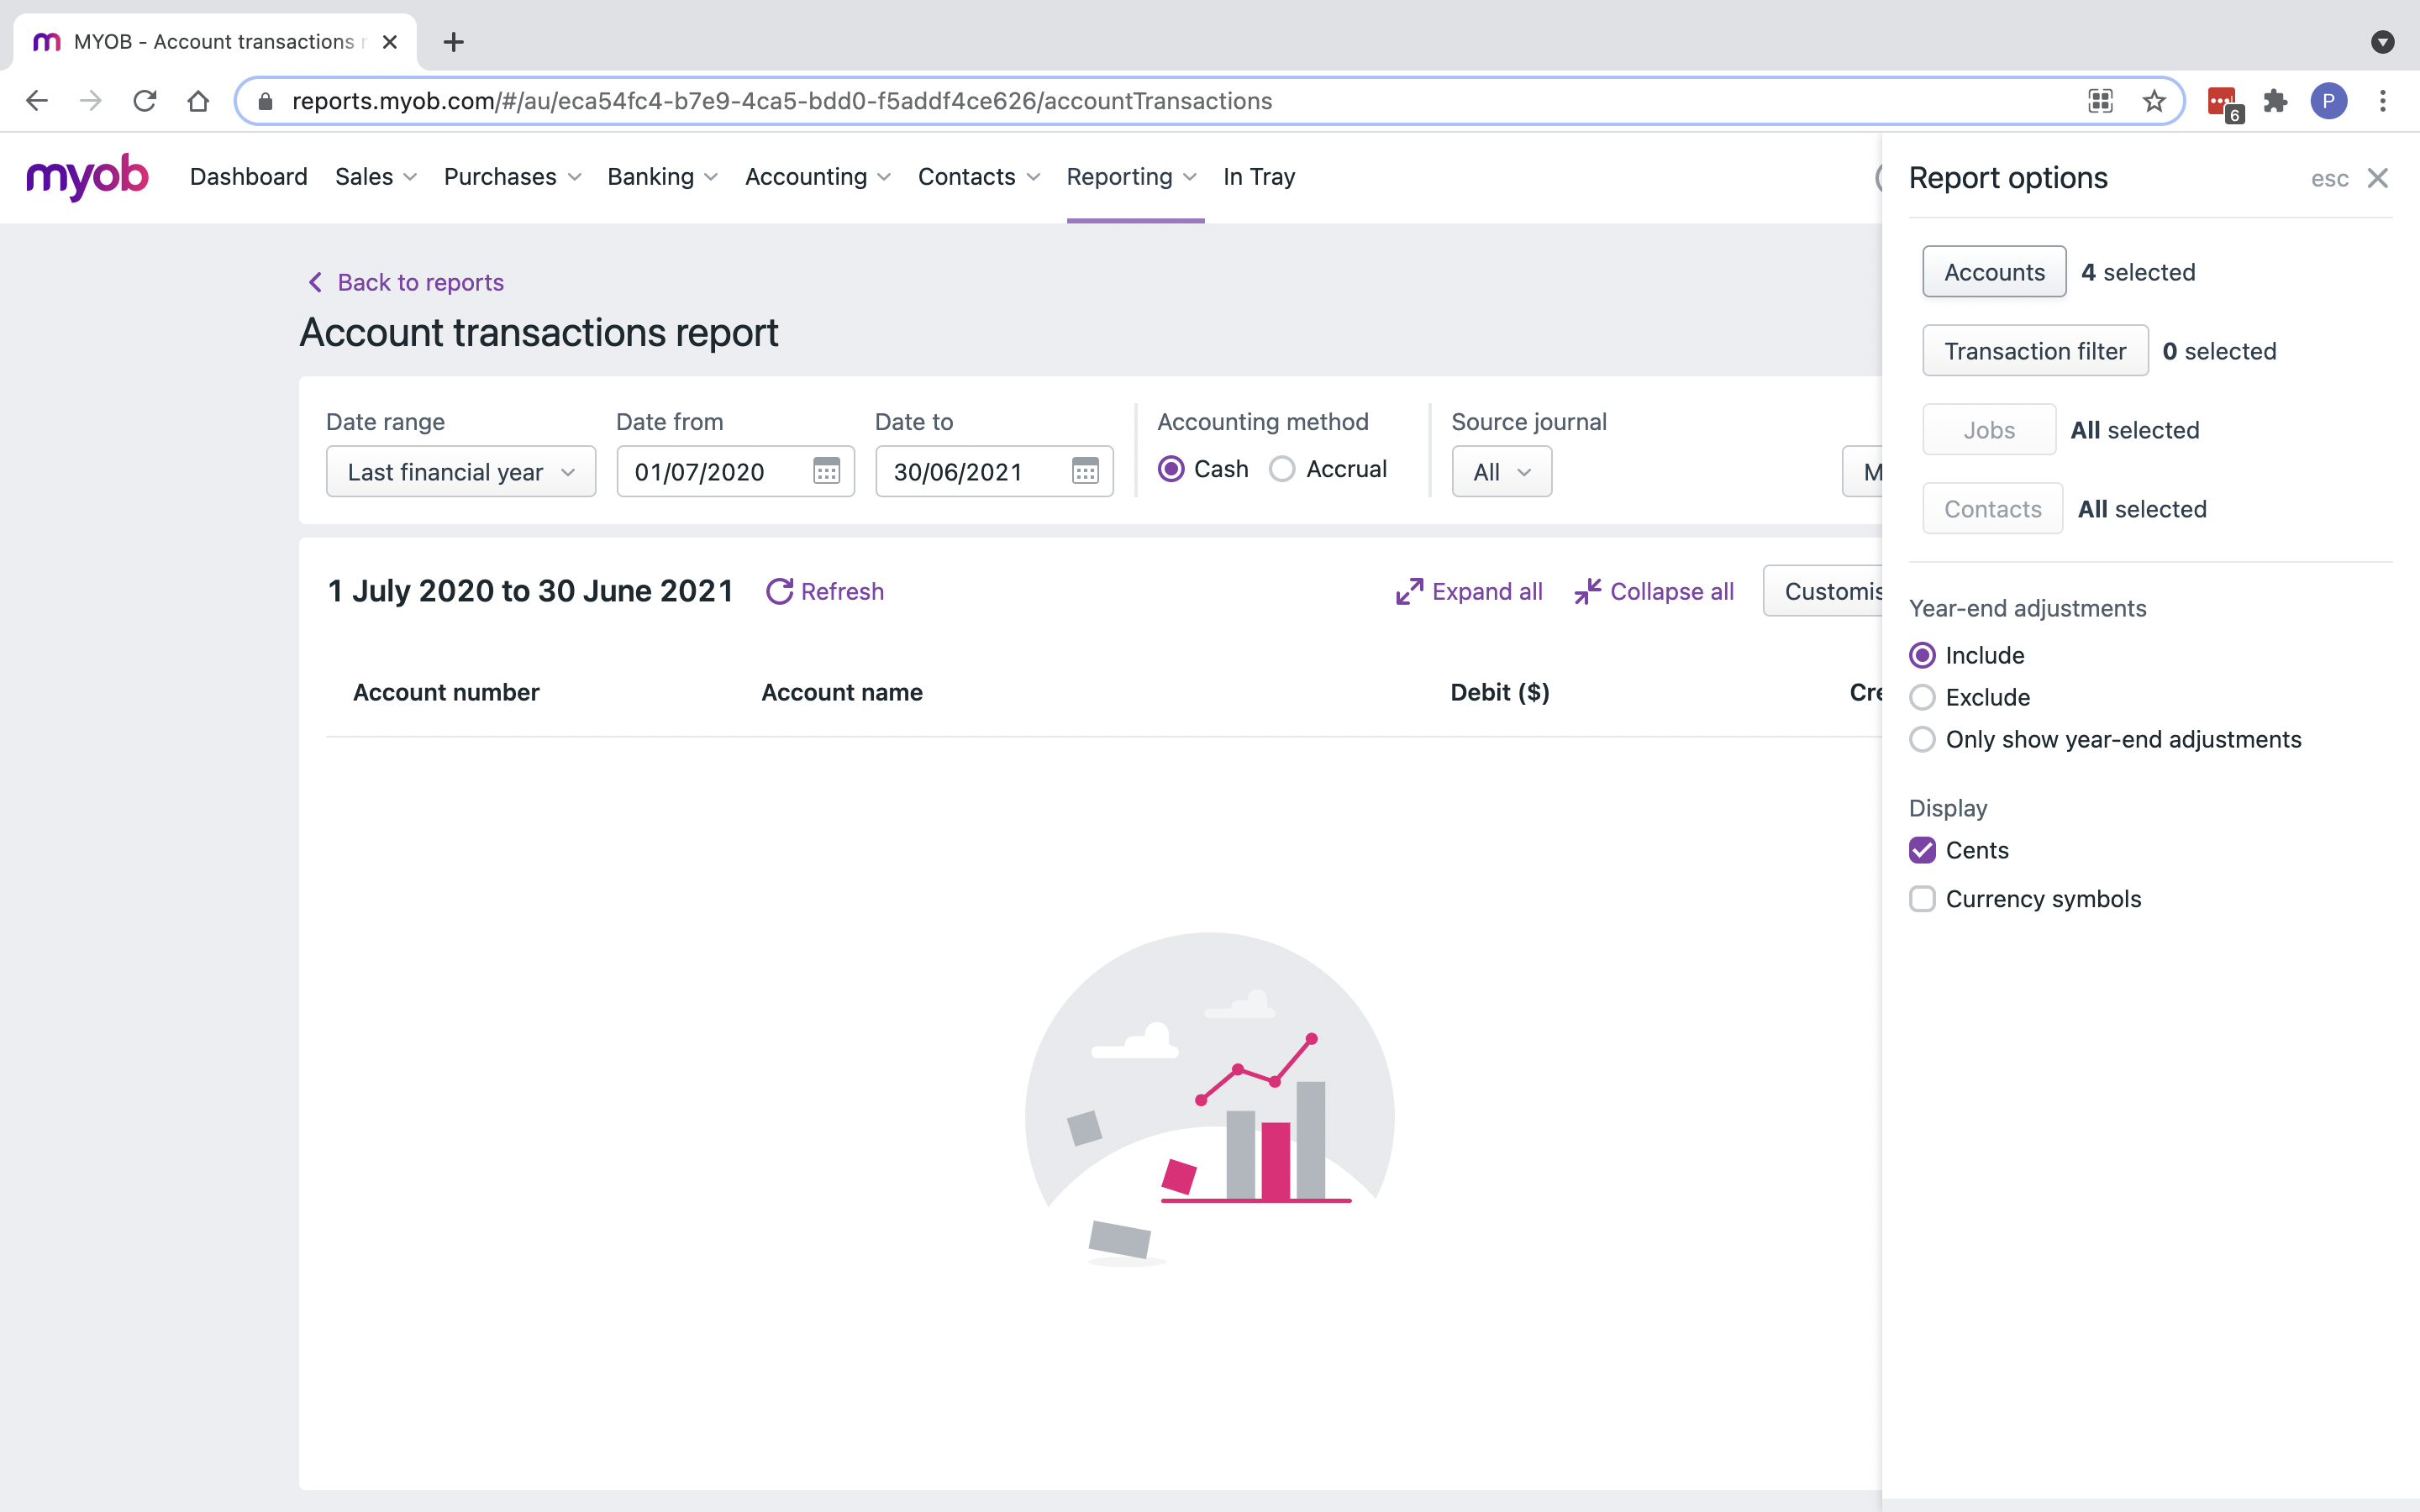 MYOB - Account transactions
reports.myob.com/#/au/eca54fc4-b7e9-4ca5-bdd0-f5addf4ce626/accountTransactions
6
P
myob
Dashboard
Sales
Purchases
Banking
Accounting
Contacts
Reporting
In Tray
Back to reports
Account transactions report
Date range
Date from
Date to
Accounting method
Source journal
Last financial year
01/07/2020
30/06/2021
Cash
Accrual
All
M
1 July 2020 to 30 June 2021
Refresh
Expand all
Collapse all
Customis
Account number
Account name
Debit ($)
Cre
Report options
esc
Accounts
4 selected
Transaction filter
0 selected
Jobs
All selected
Contacts
All selected
Year-end adjustments
Include
Exclude
Only show year-end adjustments
Display
Cents
Currency symbols